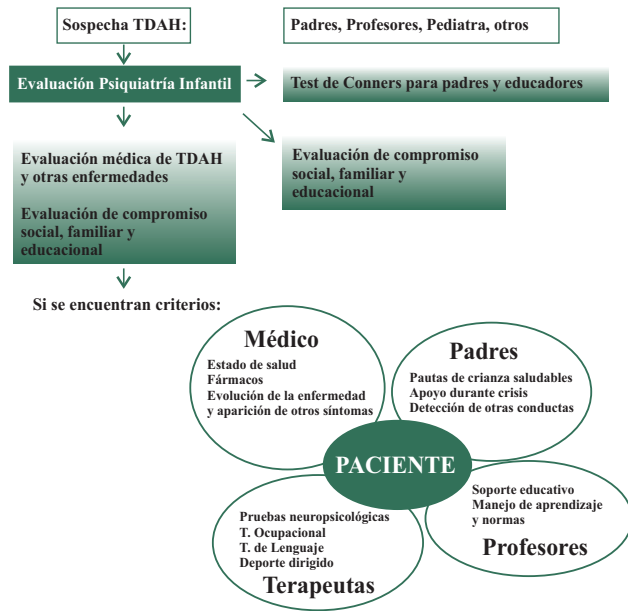 Sospecha TDAH:
Padres, Profesores, Pediatra, otros
Evaluación Psiquiatría Infantil
Test de Conners para padres y educadores
Evaluación médica de TDAH
y otras enfermedades
Evaluación de compromiso
social, familiar y
educacional
Evaluación de compromiso
social, familiar y
educacional
Si se encuentran criterios:
Médico
Estado de salud
Fármacos
Evolución de la enfermedad
y aparición de otros síntomas
Padres
Pautas de crianza saludables
Apoyo durante crisis
Detección de otras conductas
PACIENTE
Pruebas neuropsicológicas
T. Ocupacional
T. de Lenguaje
Deporte dirigido
Terapeutas
Soporte educativo
Manejo de aprendizaje
y normas
Profesores